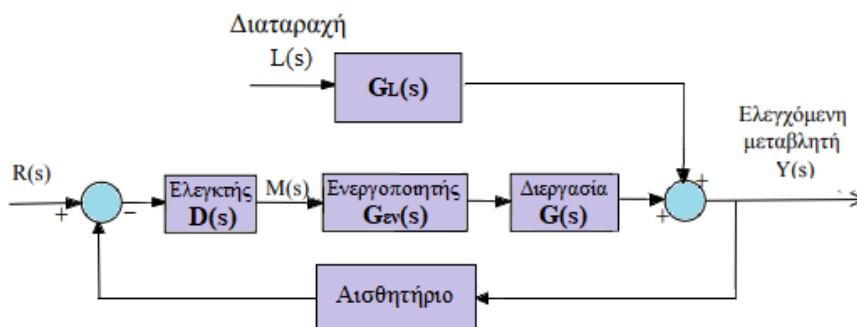 Διαταραχή
L(s)
GL(s)
Ελεγχόμενη
μεταβλητή
Y(s)
R(s)
Ελεγκτής
D(s)
M(s)
Ενεργοποιητής
Gεν(s)
Διεργασία
G(s)
+
+
+
−
Αισθητήριο